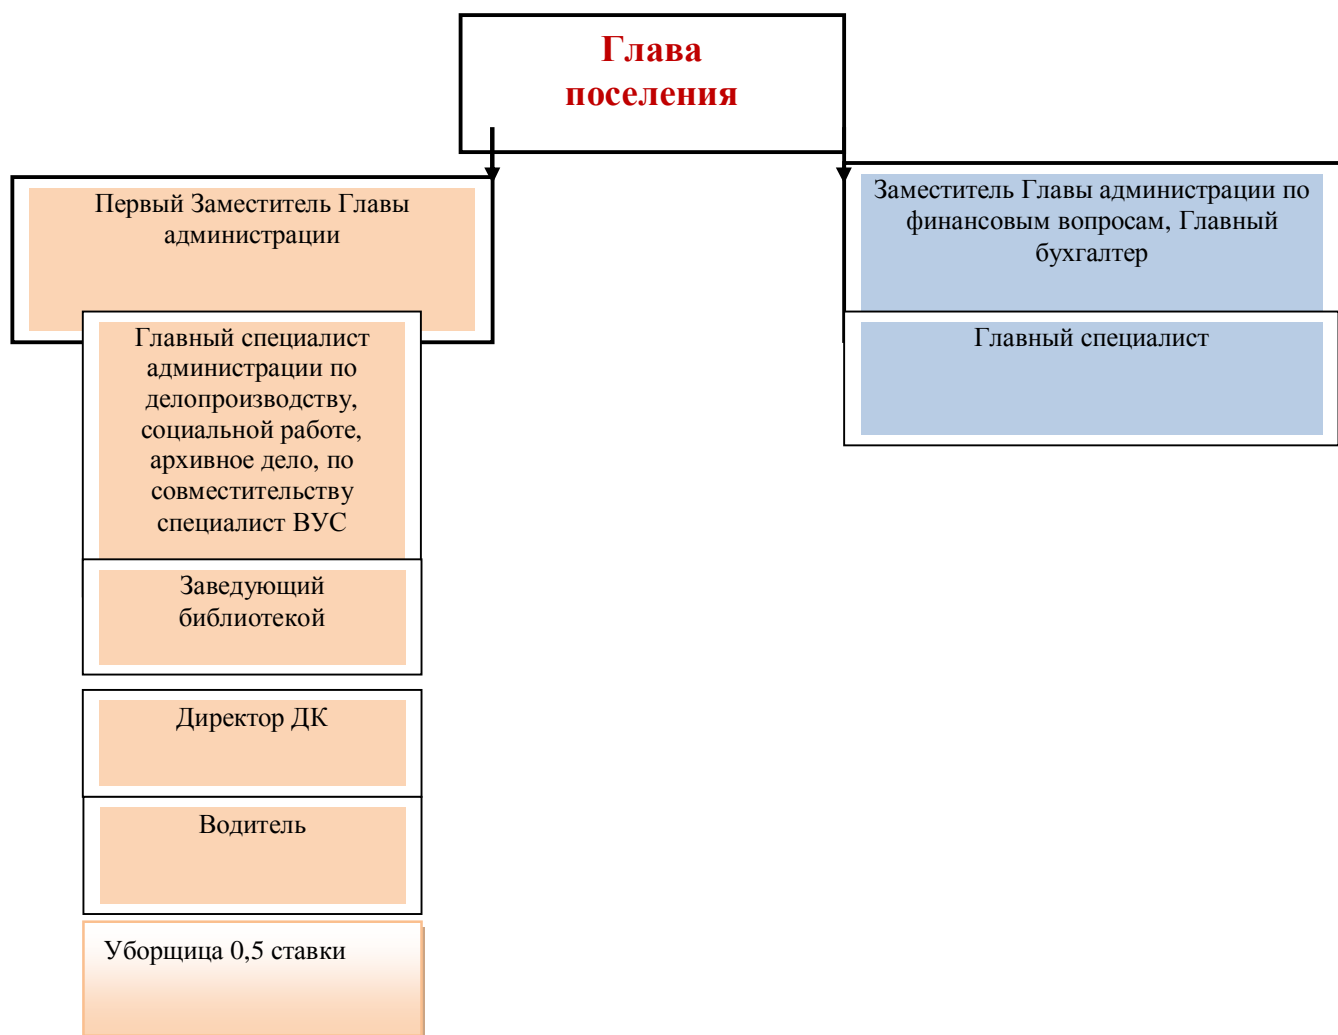 Глава
поселения
Первый Заместитель Главы
администрации
Заместитель Главы администрации по
финансовым вопросам, Главный
бухгалтер
Главный специалист
администрации по
делопроизводству,
социальной работе,
архивное дело, по
совместительству
специалист ВУС
Главный специалист
Заведующий
библиотекой
Директор ДК
Водитель
Уборщица 0,5 ставки